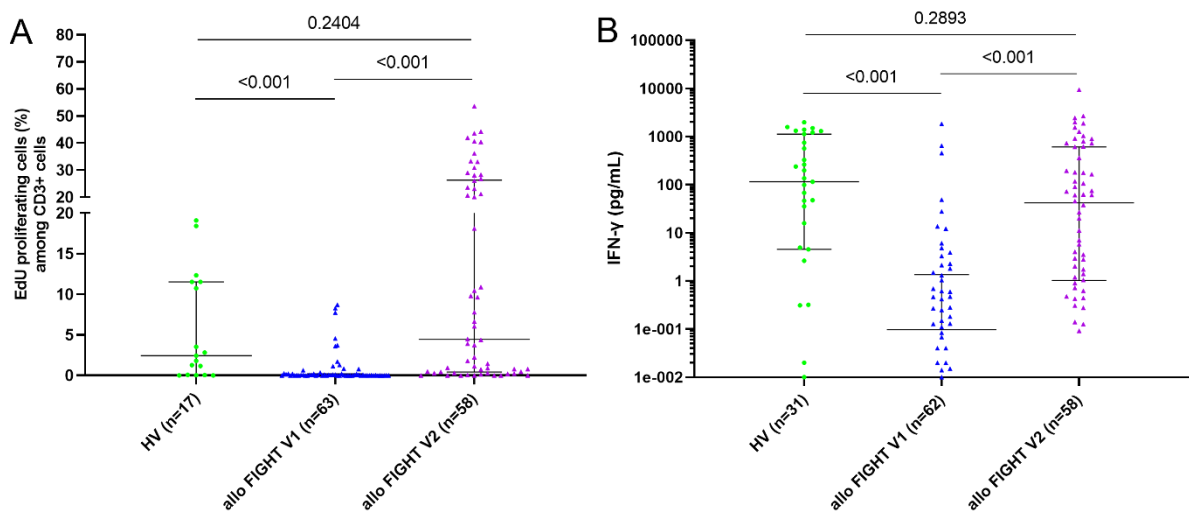 A
0.2404
<0.001
<0.001
80
70
60
50
40
30
20
20
15
10
5
0
EdU proliferating cells (%)
among CD3+ cells
HV (n=17)
allo FIGHT V1 (n=63)
allo FIGHT V2 (n=58)
B
0.2893
<0.001
<0.001
100000
10000
1000
100
10
1
1e-001
1e-002
IFN-γ (pg/mL)
HV (n=31)
allo FIGHT V1 (n=62)
allo FIGHT V2 (n=58)